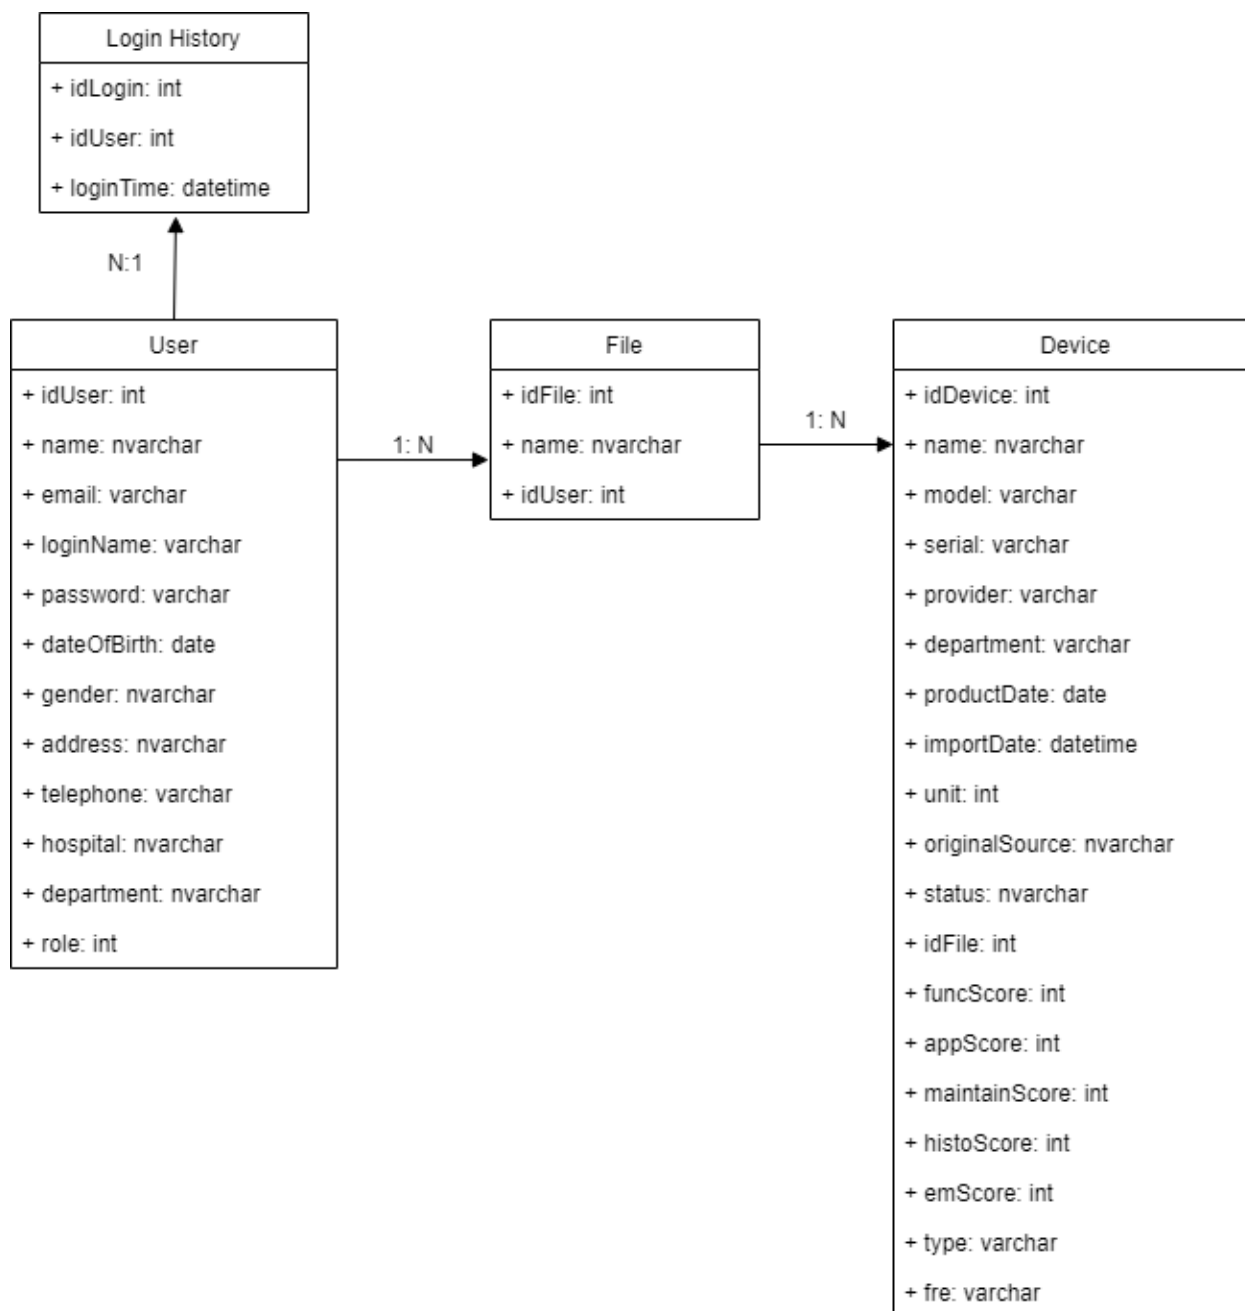 Login History
+ idLogin: int
+ idUser: int
+ loginTime: datetime
N:1
User
+ idUser: int
+ name: nvarchar
+ email: varchar
+ loginName: varchar
+ password: varchar
+ dateOfBirth: date
+ gender: nvarchar
+ address: nvarchar
+ telephone: varchar
+ hospital: nvarchar
+ department: nvarchar
+ role: int
1: N
File
+ idFile: int
+ name: nvarchar
+ idUser: int
1: N
Device
+ idDevice: int
+ name: nvarchar
+ model: varchar
+ serial: varchar
+ provider: varchar
+ department: varchar
+ productDate: date
+ importDate: datetime
+ unit: int
+ originalSource: nvarchar
+ status: nvarchar
+ idFile: int
+ funcScore: int
+ appScore: int
+ maintainScore: int
+ histoScore: int
+ emScore: int
+ type: varchar
+ fre: varchar